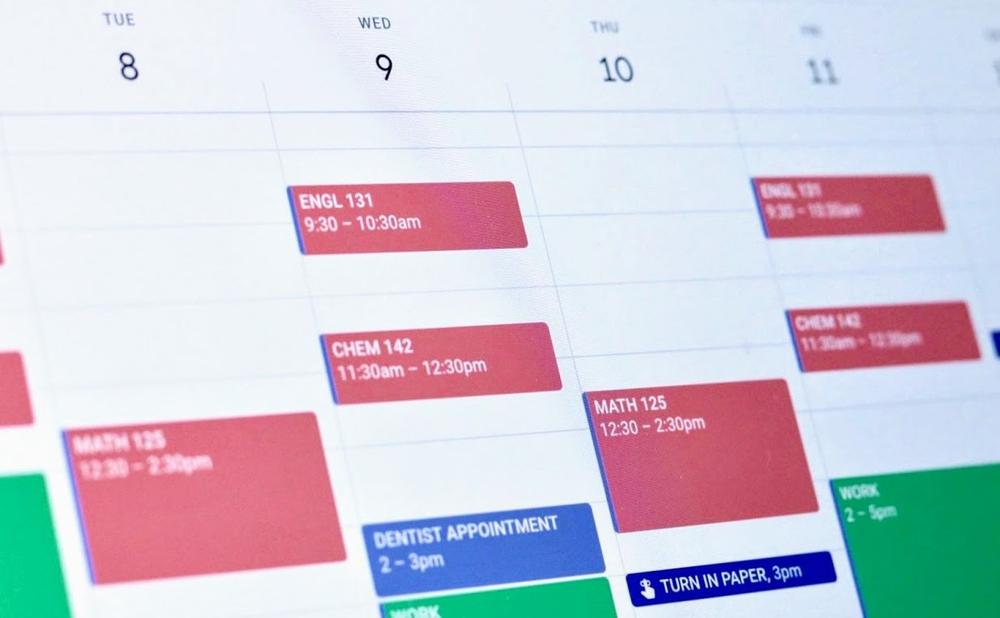 TUE
8
WED
9
THU
10
FRI
11
ENGL 131
9:30 – 10:30am
ENGL 131
9:30 – 10:30am
CHEM 142
11:30am – 12:30pm
CHEM 142
11:30am – 12:30pm
MATH 125
12:30 – 2:30pm
MATH 125
12:30 – 2:30pm
DENTIST APPOINTMENT
2 – 3pm
WORK
2 – 5pm
TURN IN PAPER, 3pm
WORK